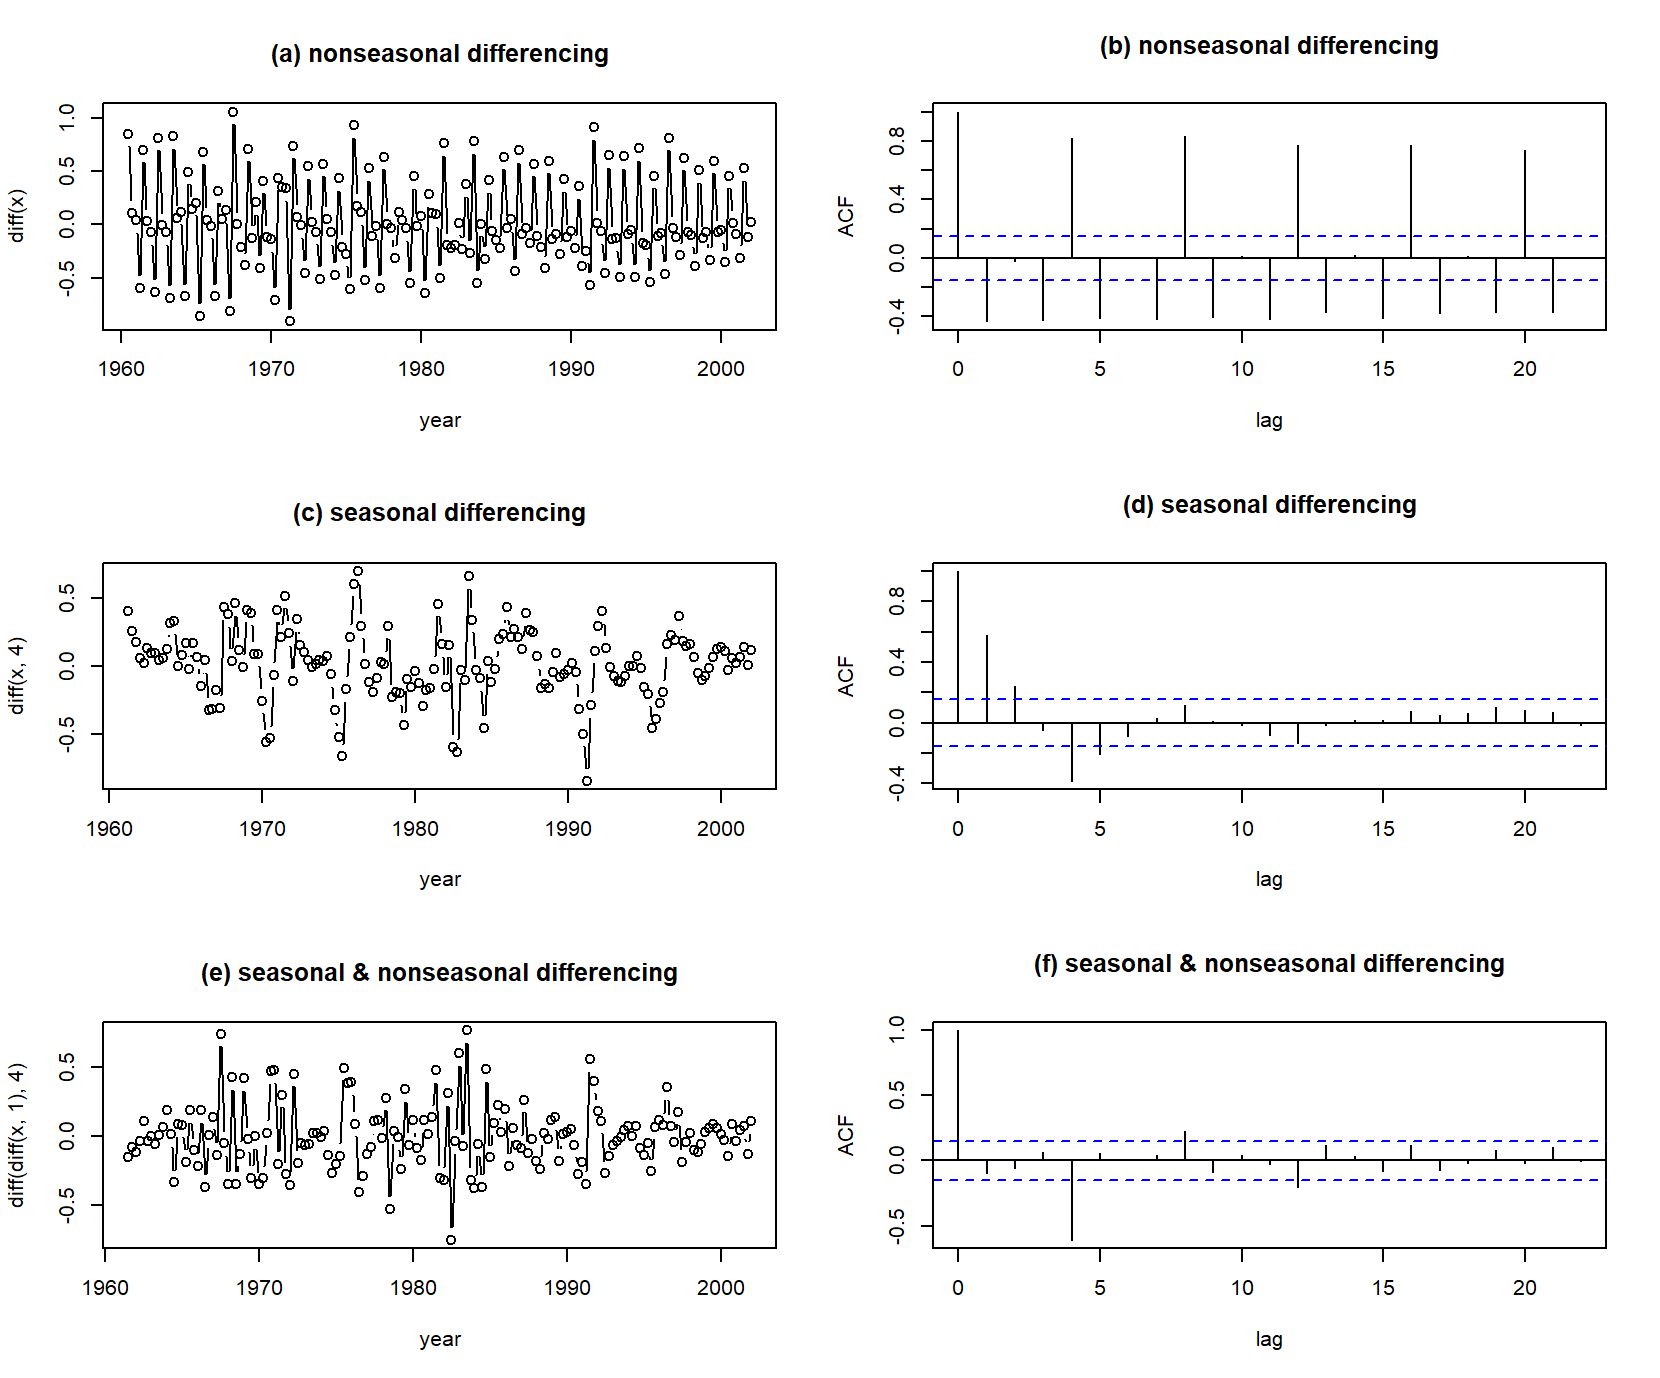 (a) nonseasonal differencing
diff(x)
1.0
0.5
0.0
-0.5
1960 1970 1980 1990 2000
year
(b) nonseasonal differencing
ACF
0.8
0.4
0.0
-0.4
0 5 10 15 20
lag
(c) seasonal differencing
diff(x, 4)
0.5
0.0
-0.5
1960 1970 1980 1990 2000
year
(d) seasonal differencing
ACF
0.8
0.4
0.0
-0.4
0 5 10 15 20
lag
(e) seasonal & nonseasonal differencing
diff(diff(x, 1), 4)
0.5
0.0
-0.5
1960 1970 1980 1990 2000
year
(f) seasonal & nonseasonal differencing
ACF
1.0
0.5
0.0
-0.5
0 5 10 15 20
lag